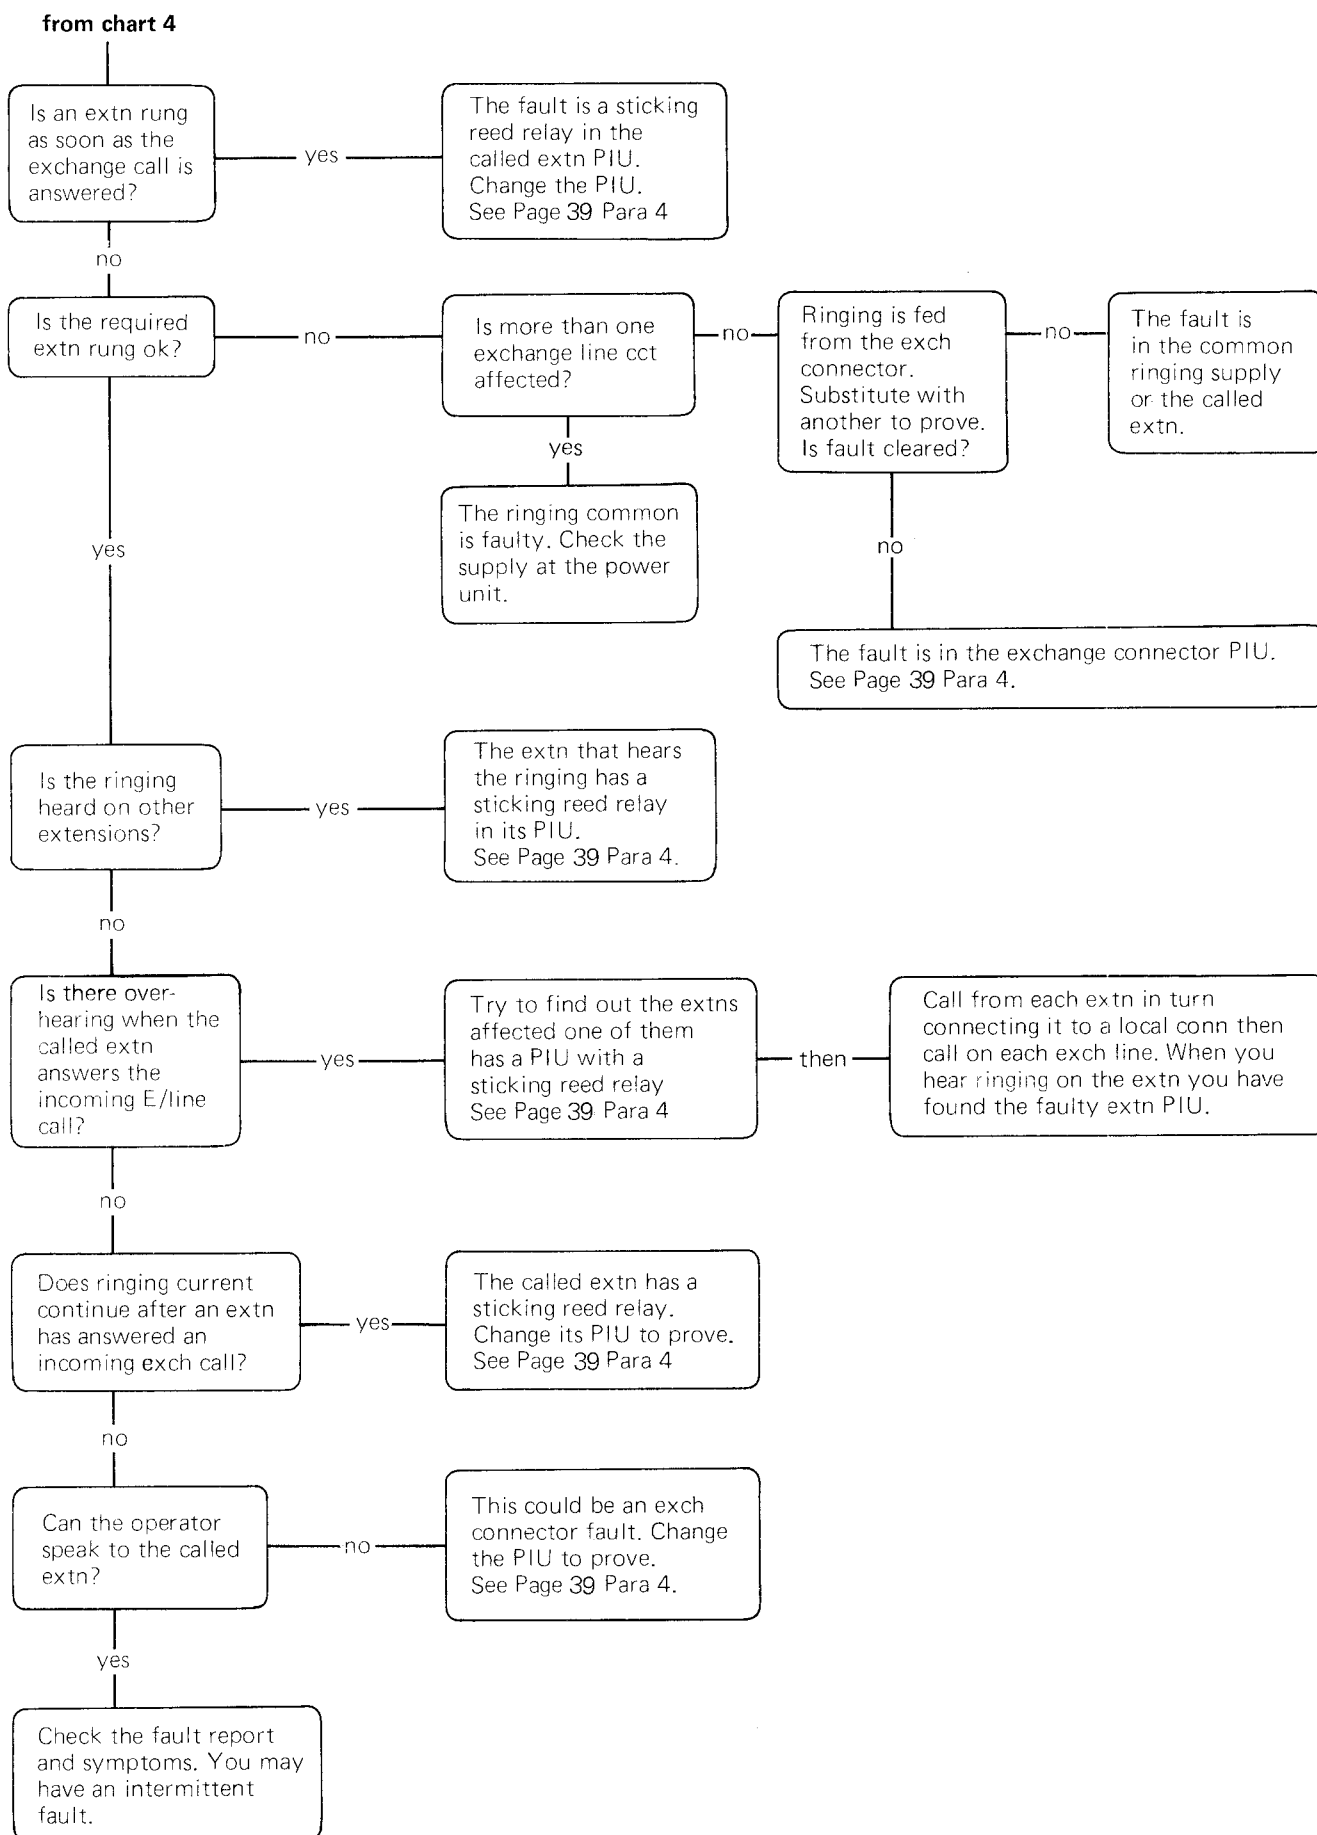 from chart 4
Is an extn rung
as soon as the
exchange call is
answered?
yes
The fault is a sticking
reed relay in the
called extn PIU.
Change the PIU.
See Page 39 Para 4
no
Is the required
extn rung ok?
no
Is more than one
exchange line cct
affected?
no
Ringing is fed
from the exch
connector.
Substitute with
another to prove.
Is fault cleared?
no
The fault is
in the common
ringing supply
or the called
extn.
yes
The ringing common
is faulty. Check the
supply at the power
unit.
no
The fault is in the exchange connector PIU.
See Page 39 Para 4.
yes
Is the ringing
heard on other
extensions?
yes
The extn that hears
the ringing has a
sticking reed relay
in its PIU.
See Page 39 Para 4.
no
Is there over-
hearing when the
called extn
answers the
incoming E/line
call?
yes
Try to find out the extns
affected one of them
has a PIU with a
sticking reed relay
See Page 39 Para 4
then
Call from each extn in turn
connecting it to a local conn then
call on each exch line. When you
hear ringing on the extn you have
found the faulty extn PIU.
no
Does ringing current
continue after an extn
has answered an
incoming exch call?
yes
The called extn has a
sticking reed relay.
Change its PIU to prove.
See Page 39 Para 4
no
Can the operator
speak to the called
extn?
no
This could be an exch
connector fault. Change
the PIU to prove.
See Page 39 Para 4.
yes
Check the fault report
and symptoms. You may
have an intermittent
fault.